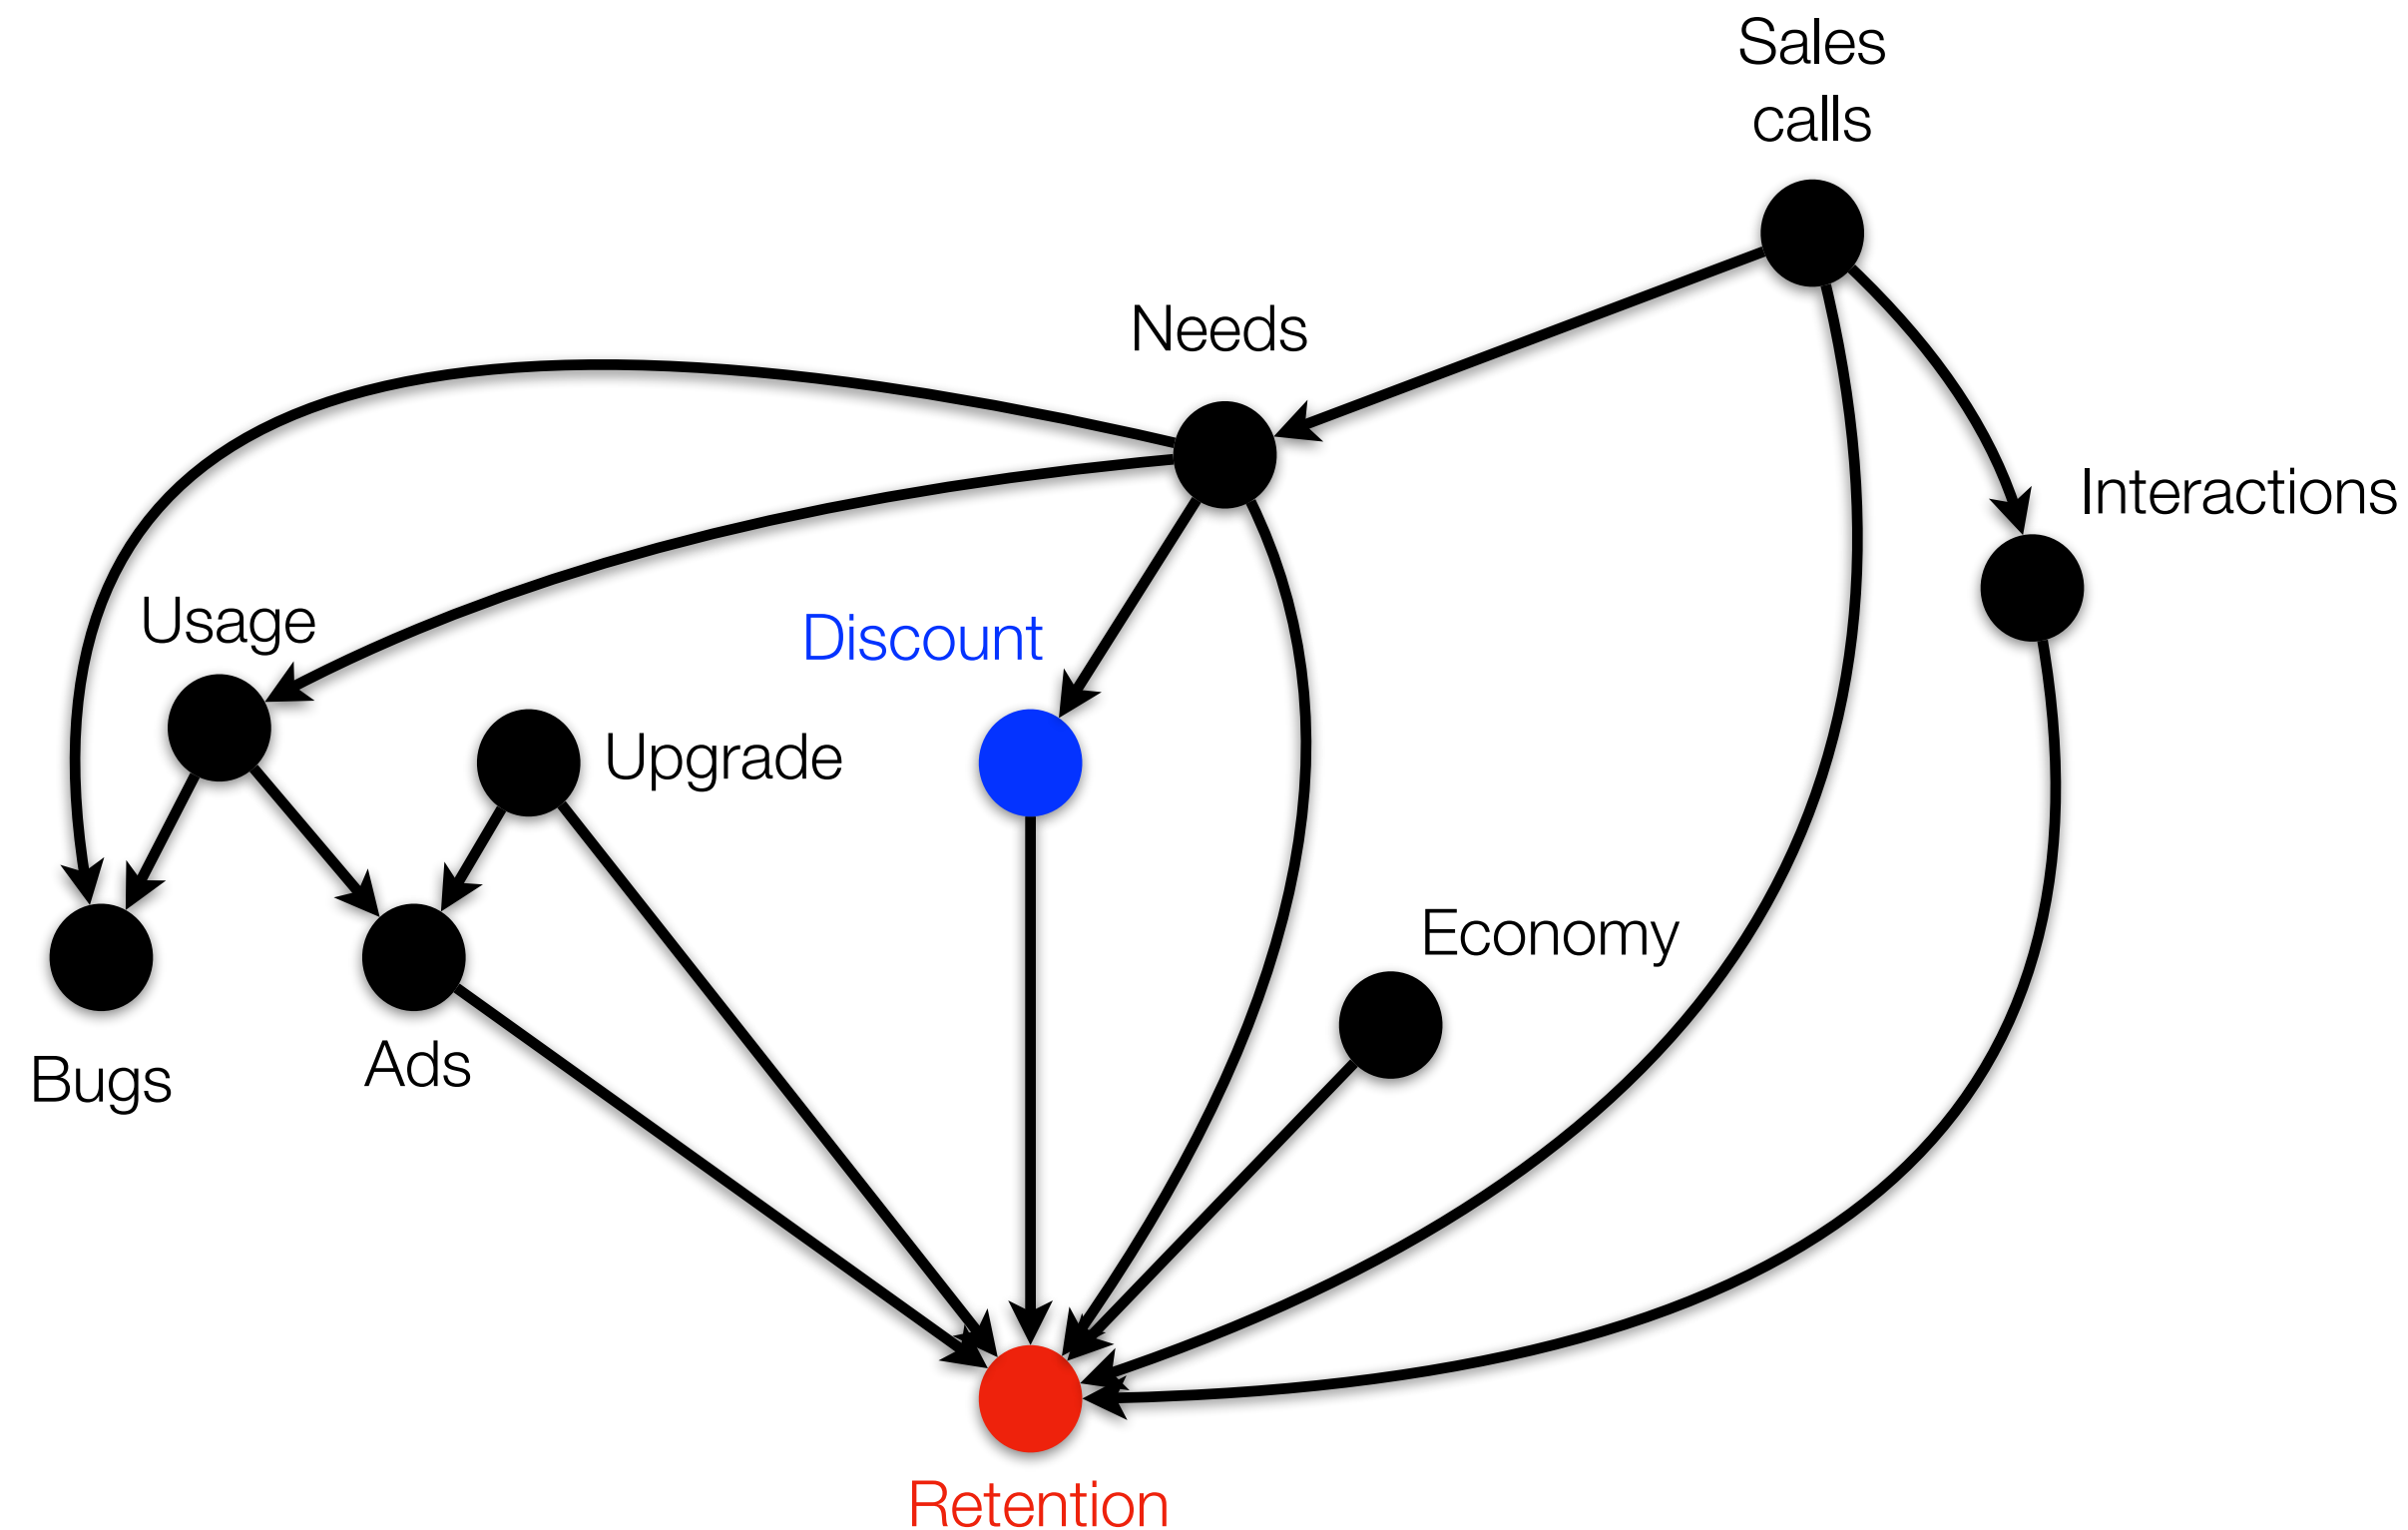 Sales
calls
Needs
Interactions
Usage
Discount
Upgrade
Economy
Ads
Bugs
Retention